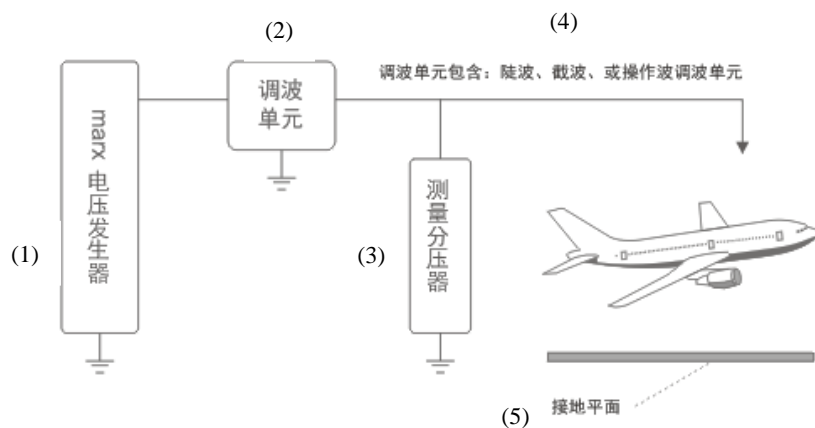 (4)
(2)
调波单元包含：陡波、截波、或操作波调波单元
调波
单元
marx 电压发生器
(1)
测量分压器
(3)
接地平面
(5)